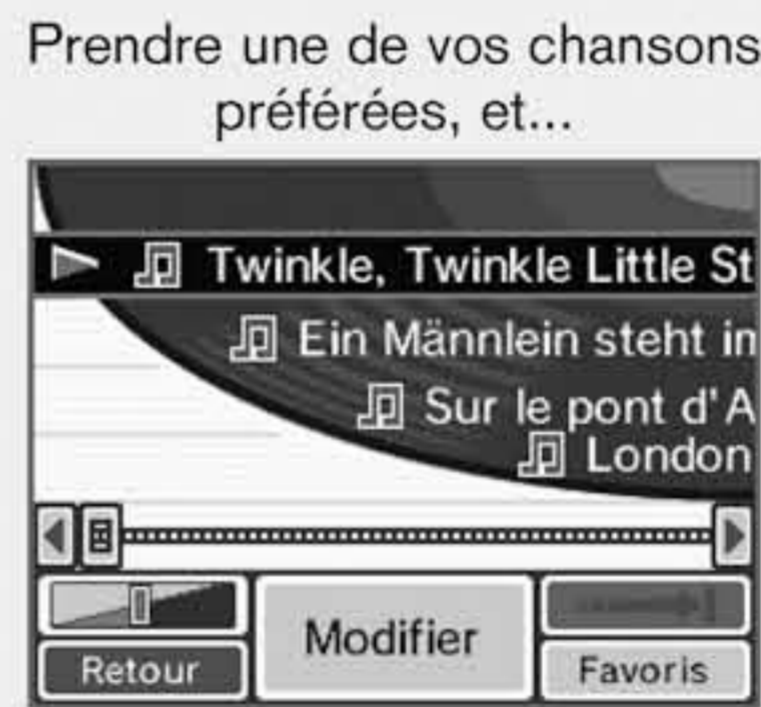 Prendre une de vos chansons
préférées, et...
Twinkle, Twinkle Little St
Ein Männlein steht in
Sur le pont d'A
London
Modifier
Retour
Favoris